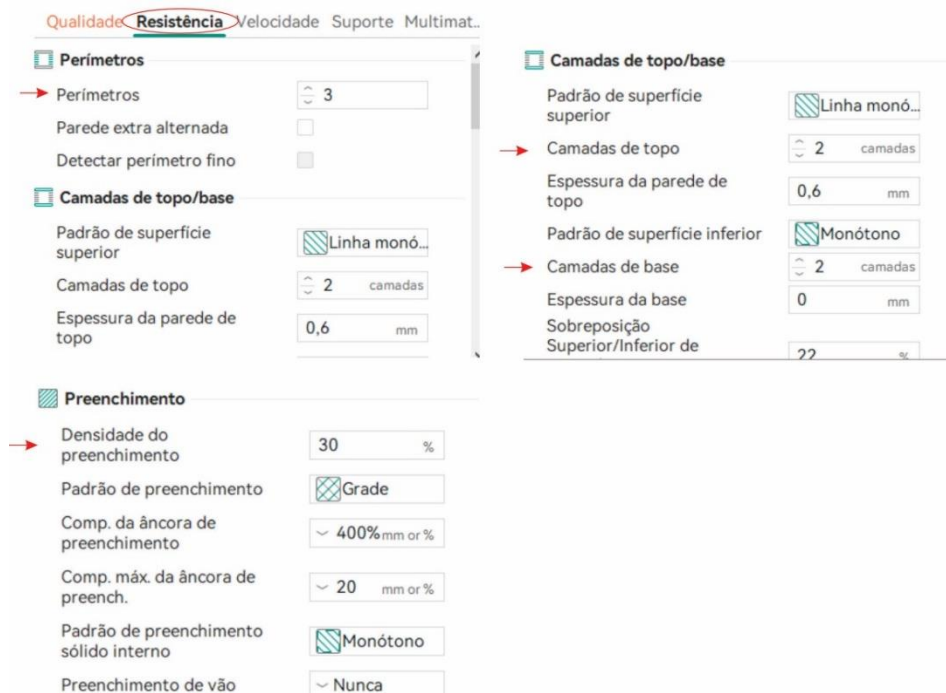 Qualidade Resistência Velocidade Suporte Multimat..
Perímetros
Perímetros 3
Parede extra alternada
Detectar perímetro fino
Camadas de topo/base
Padrão de superfície
superior Linha monó...
Camadas de topo 2 camadas
Espessura da parede de
topo 0,6 mm
Camadas de topo/base
Padrão de superfície
superior Linha monó...
Camadas de topo 2 camadas
Espessura da parede de
topo 0,6 mm
Padrão de superfície inferior Monótono
Camadas de base 2 camadas
Espessura da base 0 mm
Sobreposição
Superior/Inferior de
22 %
Preenchimento
Densidade do
preenchimento 30 %
Padrão de preenchimento Grade
Comp. da âncora de
preenchimento 400% mm or %
Comp. máx. da âncora de
preench. 20 mm or %
Padrão de preenchimento
sólido interno Monótono
Preenchimento de vão Nunca